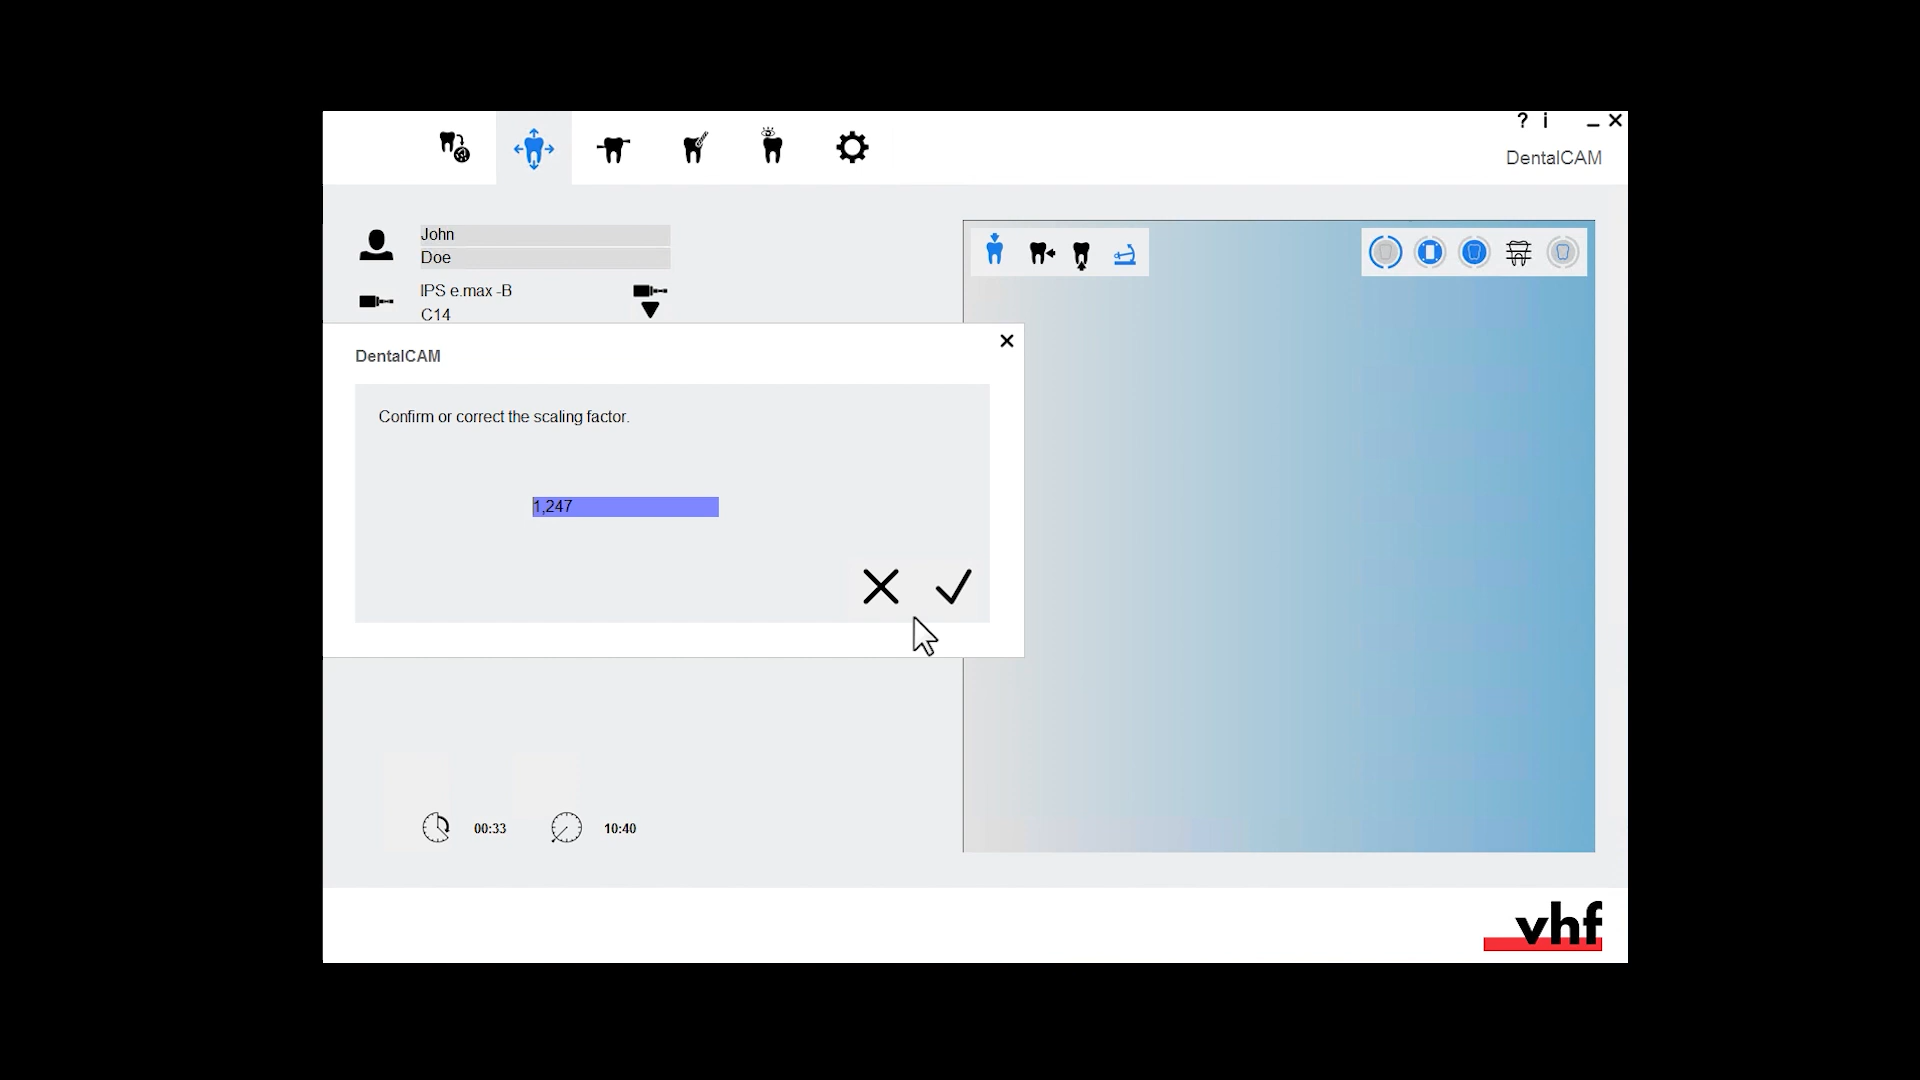 ? i
DentalCAM
John
Doe
IPS e.max -B
C14
DentalCAM
Confirm or correct the scaling factor.
1,247
00:33
10:40
vhf